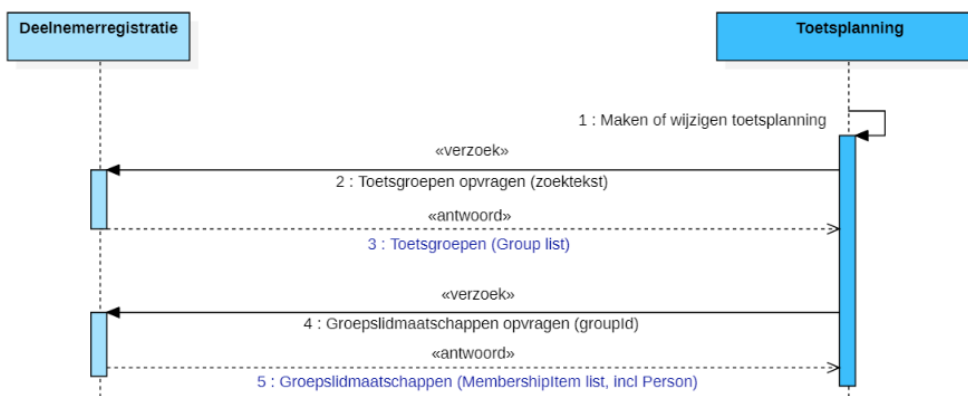 Deelnemerregistratie
Toetsplanning
1 : Maken of wijzigen toetsplanning
«verzoek»
2 : Toetsgroepen opvragen (zoektekst)
«antwoord»
3 : Toetsgroepen (Group list)
«verzoek»
4 : Groepslidmaatschappen opvragen (groupId)
«antwoord»
5 : Groepslidmaatschappen (MembershipItem list, incl Person)